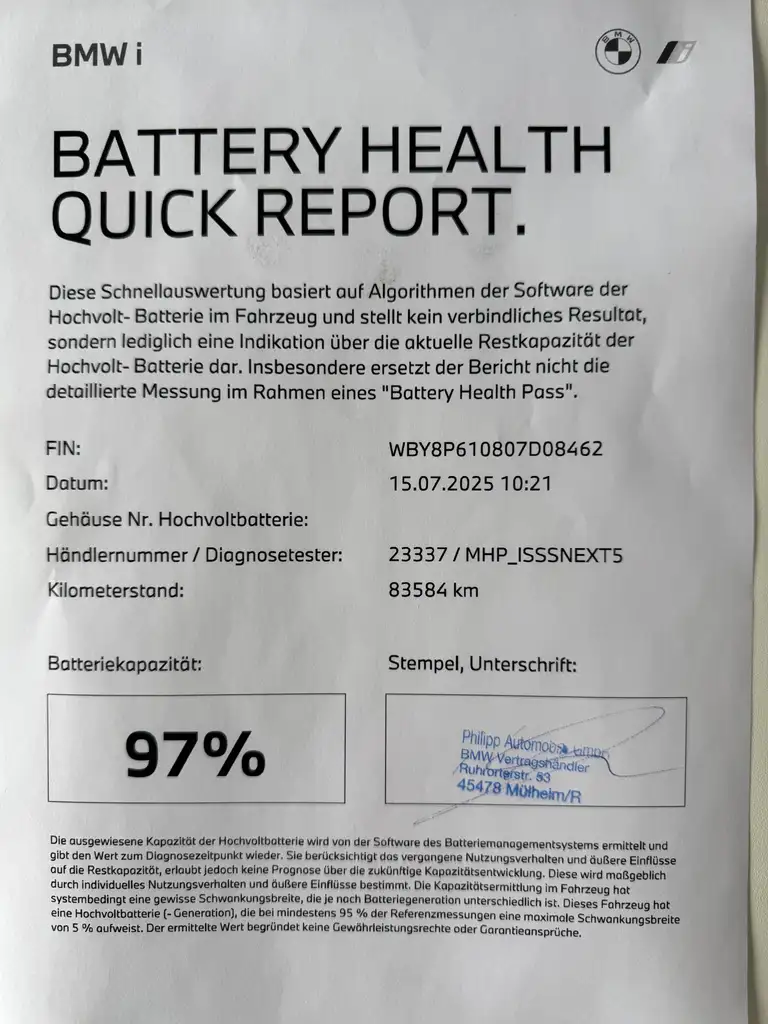 BMW i
BMW
i
BATTERY HEALTH
QUICK REPORT.
Diese Schnellauswertung basiert auf Algorithmen der Software der
Hochvolt- Batterie im Fahrzeug und stellt kein verbindliches Resultat,
sondern lediglich eine Indikation über die aktuelle Restkapazität der
Hochvolt- Batterie dar. Insbesondere ersetzt der Bericht nicht die
detaillierte Messung im Rahmen eines "Battery Health Pass".
FIN: WBY8P610807D08462
Datum: 15.07.2025 10:21
Gehäuse Nr. Hochvoltbatterie:
Händlernummer / Diagnosetester: 23337 / MHP_ISSSNEXT5
Kilometerstand: 83584 km
Batteriekapazität: Stempel, Unterschrift:
97%
Philipp Automobile GmbH
BMW Vertragshändler
Ruhrorterstr. 83
45478 Mülheim/R
Die ausgewiesene Kapazität der Hochvoltbatterie wird von der Software des Batteriemanagementsystems ermittelt und
gibt den Wert zum Diagnosezeitpunkt wieder. Sie berücksichtigt das vergangene Nutzungsverhalten und äußere Einflüsse
auf die Restkapazität, erlaubt jedoch keine Prognose über die zukünftige Kapazitätsentwicklung. Diese wird maßgeblich
durch individuelles Nutzungsverhalten und äußere Einflüsse bestimmt. Die Kapazitätsermittlung im Fahrzeug hat
systembedingt eine gewisse Schwankungsbreite, die je nach Batteriegeneration unterschiedlich ist. Dieses Fahrzeug hat
eine Hochvoltbatterie (- Generation), die bei mindestens 95 % der Referenzmessungen eine maximale Schwankungsbreite
von 5 % aufweist. Der ermittelte Wert begründet keine Gewährleistungsrechte oder Garantieansprüche.